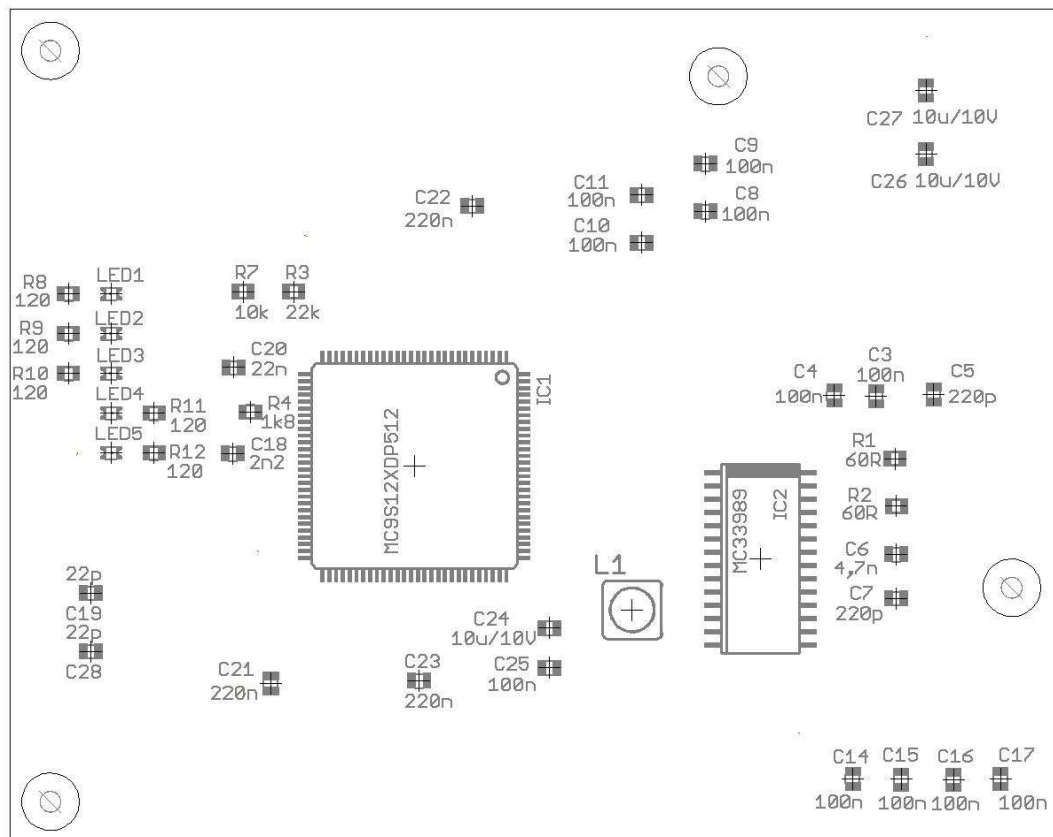 C27 10u/10V
C9
100n
C26 10u/10V
C11
100n
C8
100n
C22
220n
C10
100n
R8
120
LED1
R7
10k
R3
22k
R9
120
LED2
R10
120
LED3
C20
22n
IC1
C4
100n
C3
100n
C5
220p
LED4
R11
120
R4
1k8
LED5
R12
120
C18
2n2
MC9S12XDP512
R1
60R
MC33989
IC2
R2
60R
C6
4,7n
C7
220p
L1
22p
C19
22p
C28
C24
10u/10V
C25
100n
C21
220n
C23
220n
C14
100n
C15
100n
C16
100n
C17
100n